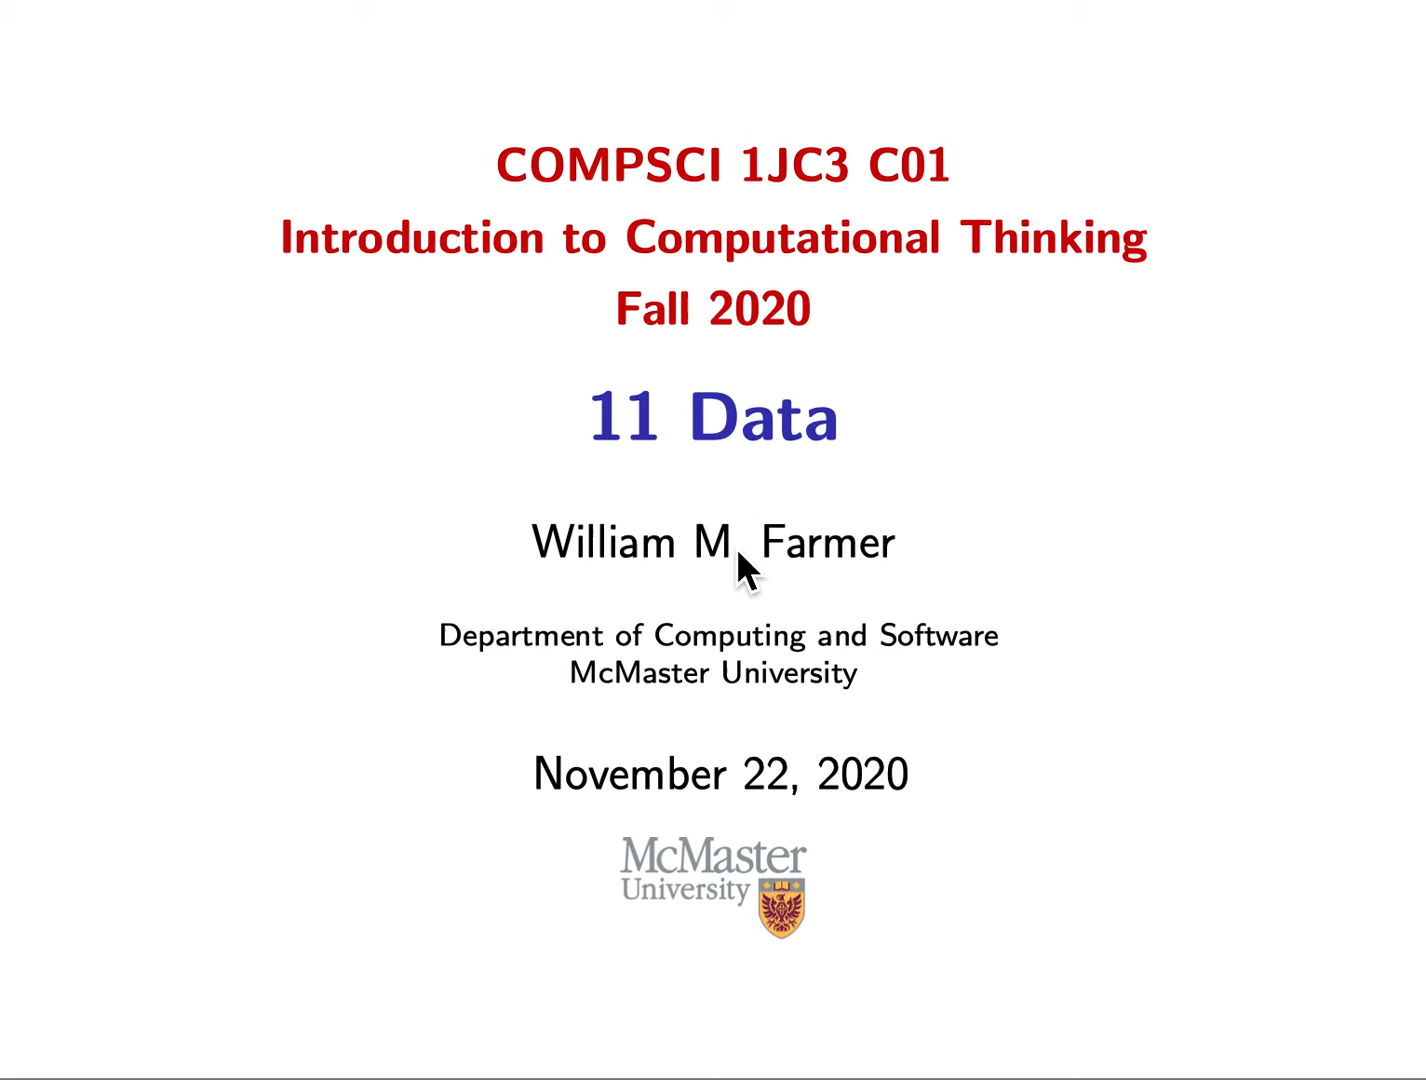 COMPSCI 1JC3 C01
Introduction to Computational Thinking
Fall 2020
11 Data
William M. Farmer
Department of Computing and Software
McMaster University
November 22, 2020
McMaster
University